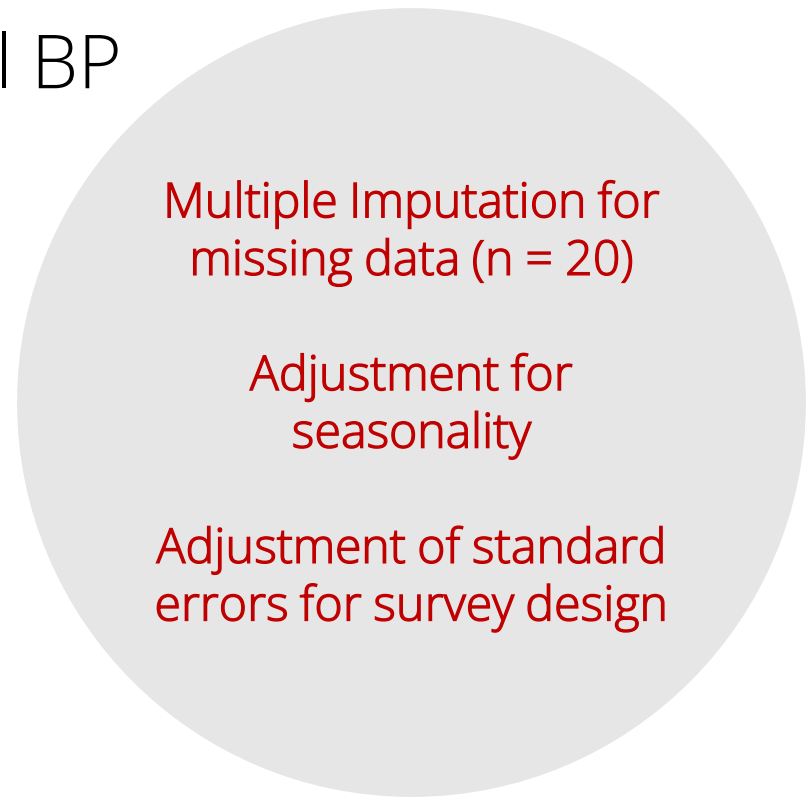 BP
Multiple Imputation for
missing data (n = 20)
Adjustment for
seasonality
Adjustment of standard
errors for survey design